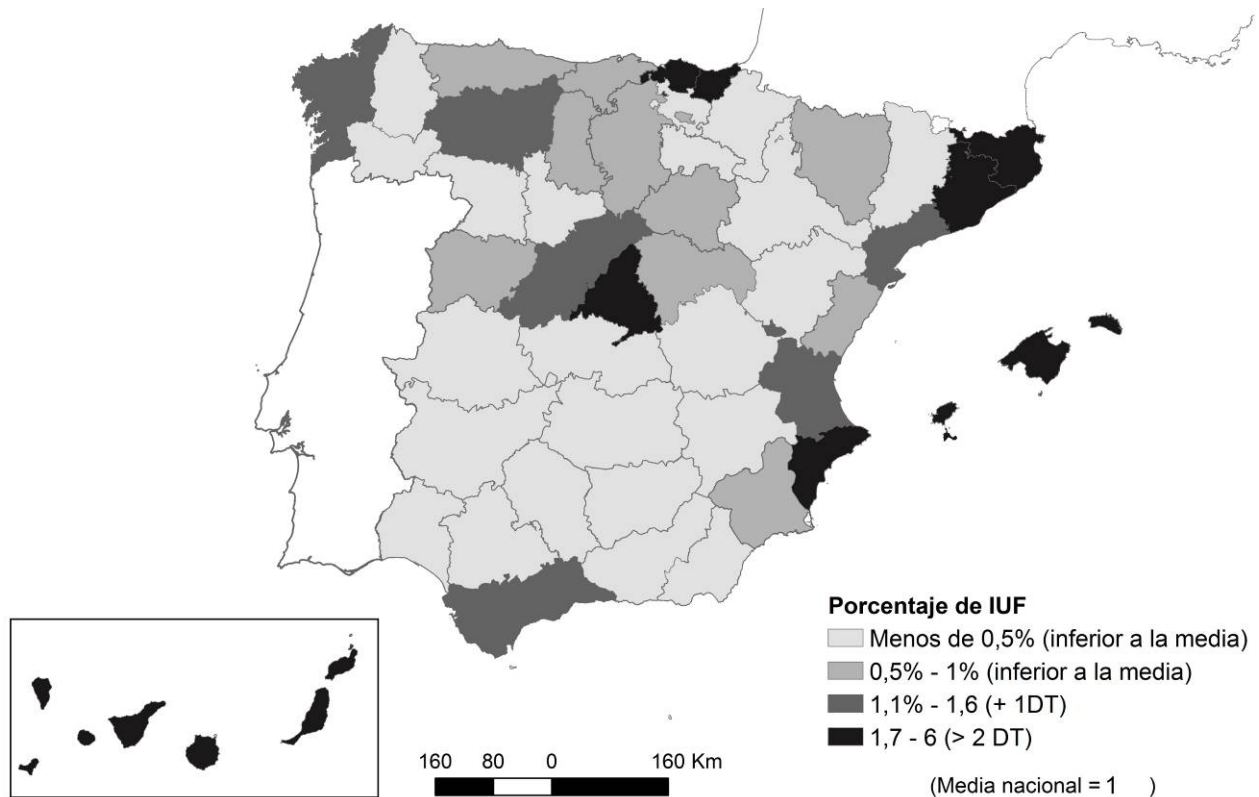 Porcentaje de IUF
Menos de 0,5% (inferior a la media)
0,5% - 1% (inferior a la media)
1,1% - 1,6 (+ 1DT)
1,7 - 6 (> 2 DT)
(Media nacional = 1 )
160 80 0 160 Km